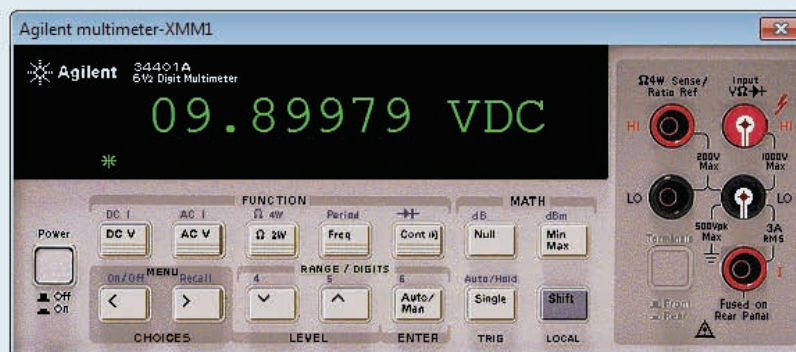 Agilent multimeter-XMM1
Agilent 34401A
6½ Digit Multimeter
09.89979 VDC
FUNCTION
MATH
DC I AC I Ω 4W Period dB dBm
Power DC V AC V Ω 2W Freq Cont Null Min Max
Off
On
MENU
RANGE / DIGITS
On/Off Recall 4 5 6 Auto/Hold
< > Auto/Man Single Shift
CHOICES LEVEL ENTER TRIG LOCAL
Ω4W Sense/
Ratio Ref
Input
VΩ
HI HI
200V
Max
1000V
Max
LO LO
500Vpk
Max
3A
RMS
Terminals
I
Front
Rear
Fused on
Rear Panal